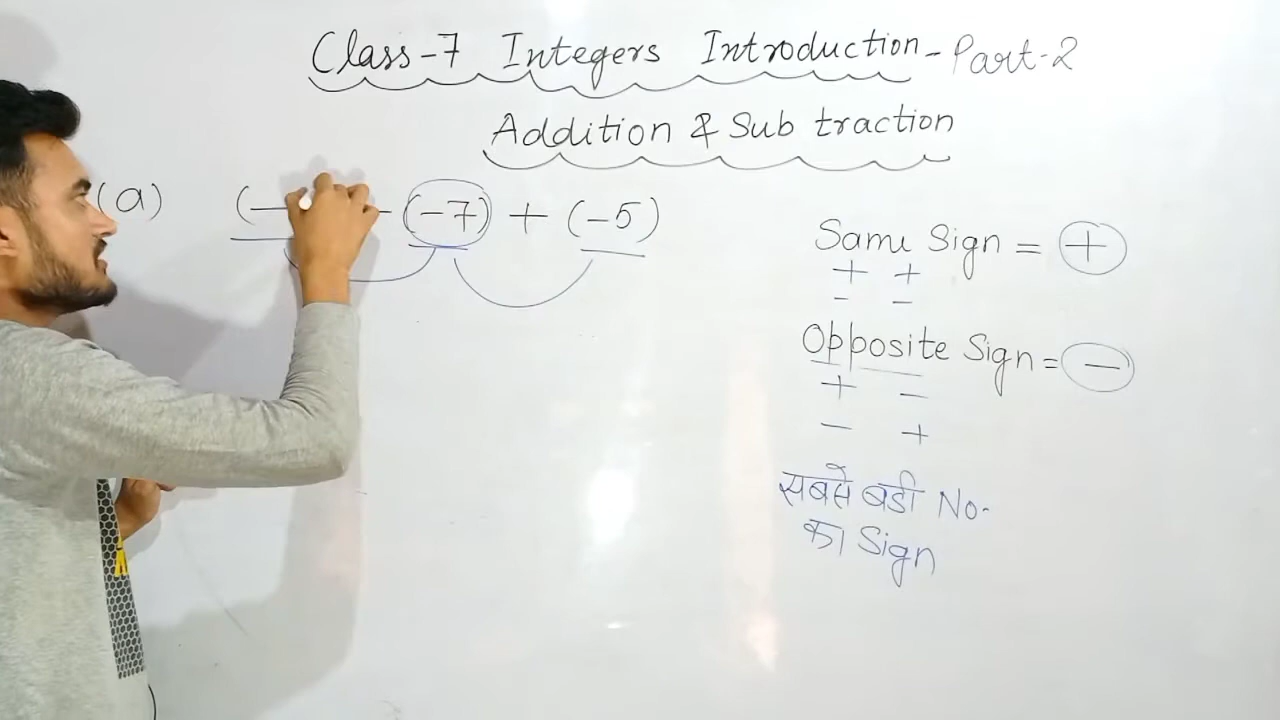 Class-7 Integers Introduction - Part-2
Addition & Sub traction
(a) (- - (-7) + (-5)
Same Sign = +
+ +
- -
Opposite Sign = -
+ -
- +
सबसे बडी No.
का Sign